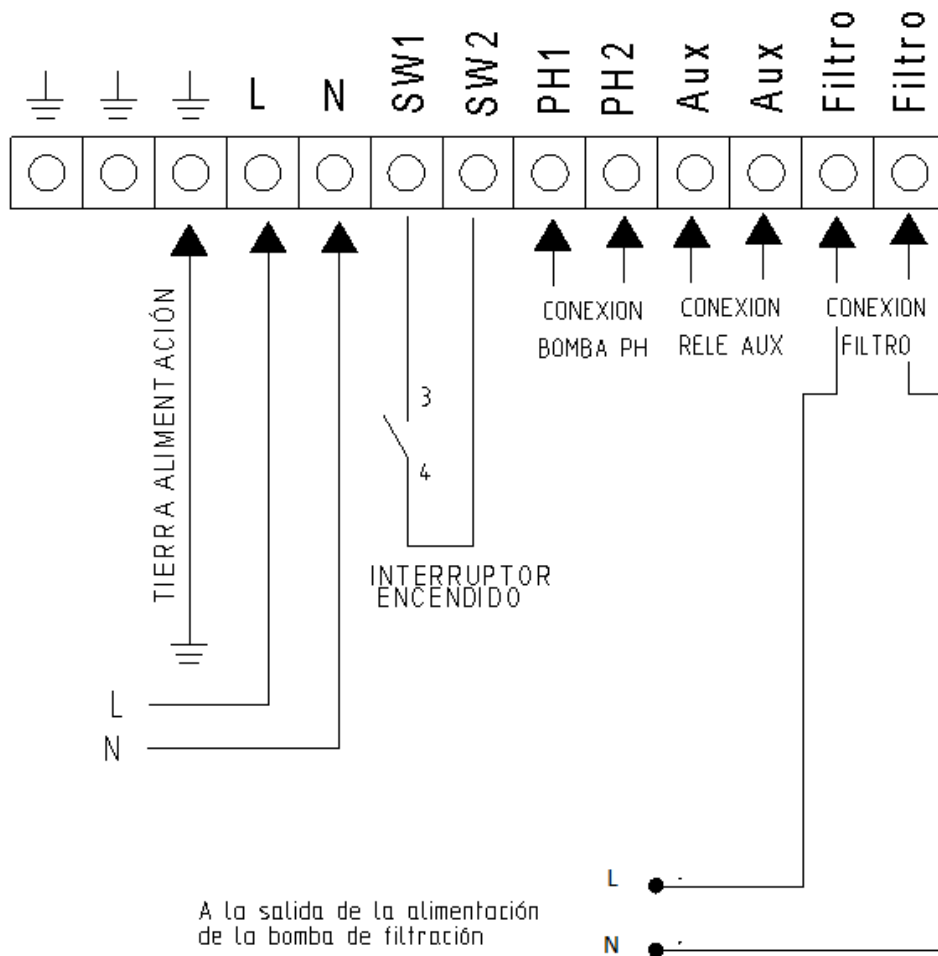 L N SW1 SW2 PH1 PH2 Aux Aux Filtro Filtro
TIERRA ALIMENTACIÓN
CONEXION
BOMBA PH
CONEXION
RELE AUX
CONEXION
FILTRO
3
4
INTERRUPTOR
ENCENDIDO
L
N
A la salida de la alimentación
de la bomba de filtración
L
N